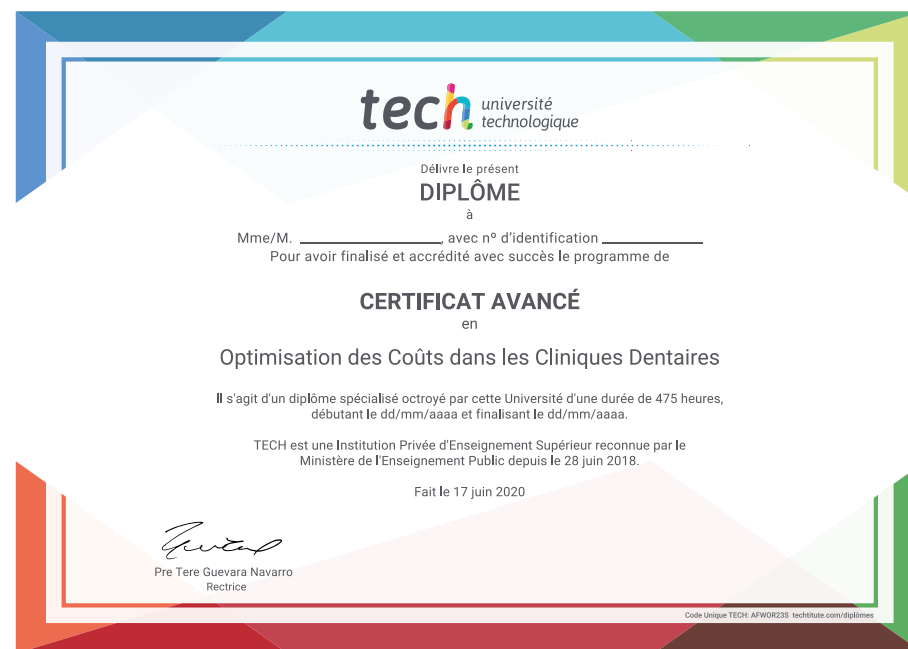 tech université
technologique
Délivre le présent
DIPLÔME
à
Mme/M. ____________________, avec nº d'identification ______________
Pour avoir finalisé et accrédité avec succès le programme de
CERTIFICAT AVANCÉ
en
Optimisation des Coûts dans les Cliniques Dentaires
Il s'agit d'un diplôme spécialisé octroyé par cette Université d'une durée de 475 heures,
débutant le dd/mm/aaaa et finalisant le dd/mm/aaaa.
TECH est une Institution Privée d'Enseignement Supérieur reconnue par le
Ministère de l'Enseignement Public depuis le 28 juin 2018.
Fait le 17 juin 2020
Pre Tere Guevara Navarro
Rectrice
Code Unique TECH: AFWOR23S techtitute.com/diplômes